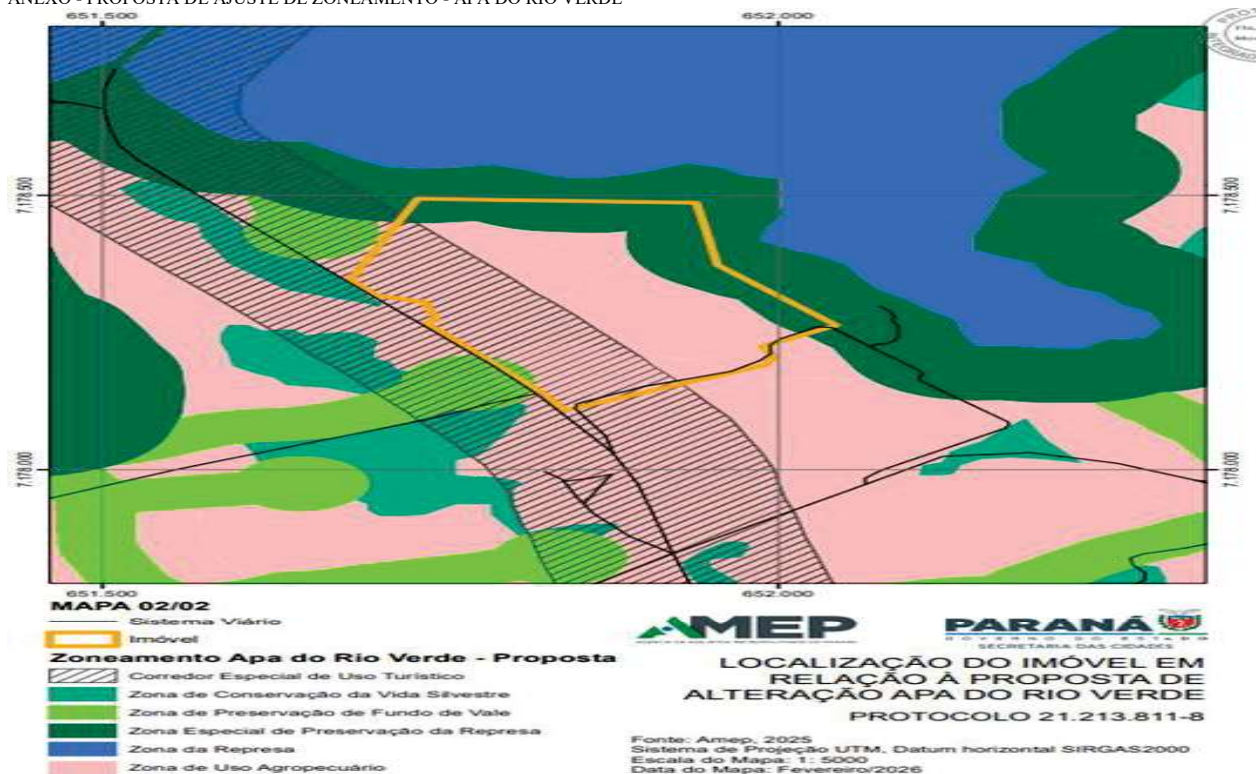 ANEXO - PROPOSTA DE AJUSTE DE ZONEAMENTO - APA DO RIO VERDE
651.500
652.000
7.178.500
7.178.500
7.178.000
7.178.000
651.500
652.000
MAPA 02/02
Sistema Viário
Imóvel
Zoneamento Apa do Rio Verde - Proposta
Corredor Especial de Uso Turístico
Zona de Conservação da Vida Silvestre
Zona de Preservação de Fundo de Vale
Zona Especial de Preservação da Represa
Zona da Represa
Zona de Uso Agropecuário
AMEP
PARANÁ
GOVERNO DO ESTADO
SECRETARIA DAS CIDADES
LOCALIZAÇÃO DO IMÓVEL EM
RELAÇÃO À PROPOSTA DE
ALTERAÇÃO APA DO RIO VERDE
PROTOCOLO 21.213.811-8
Fonte: Amep, 2025
Sistema de Projeção UTM, Datum horizontal SIRGAS2000
Escala do Mapa: 1: 5000
Data do Mapa: Fevereiro/2026